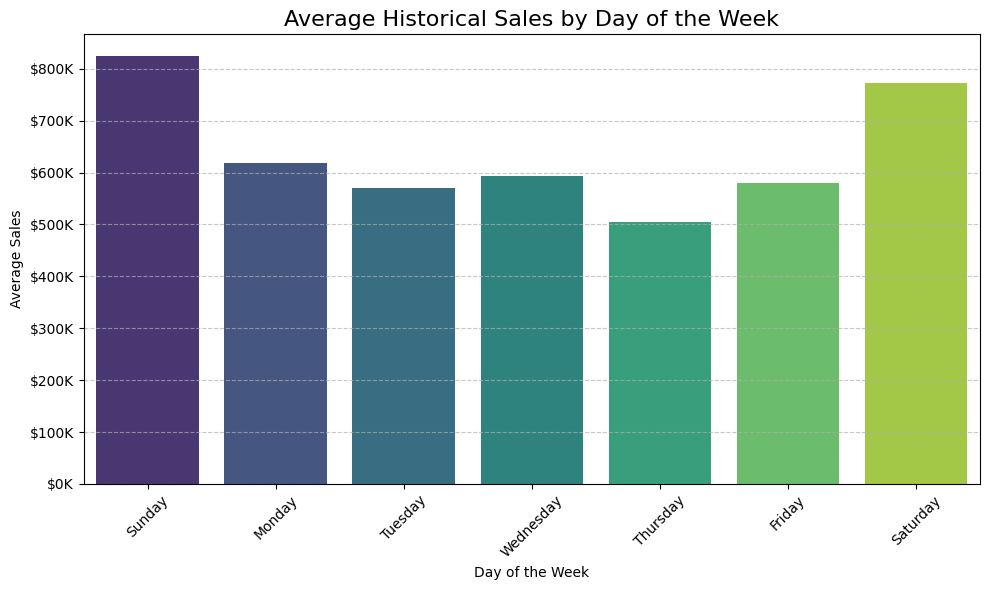 Average Historical Sales by Day of the Week
Average Sales
$800K
$700K
$600K
$500K
$400K
$300K
$200K
$100K
$0K
Sunday
Monday
Tuesday
Wednesday
Thursday
Friday
Saturday
Day of the Week